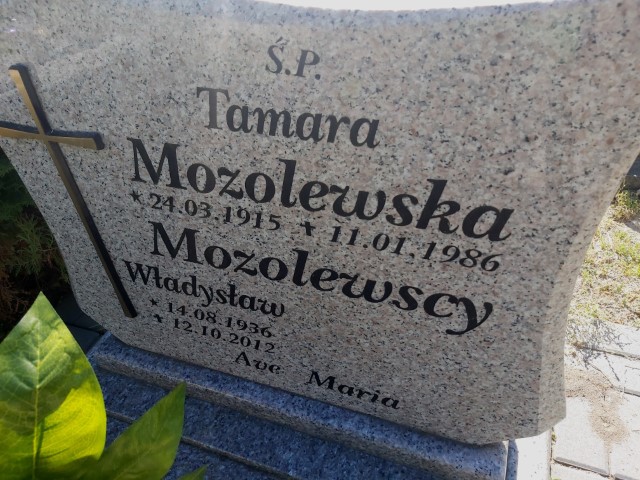 Ś.P.
Tamara
Mozolewska
* 24.03.1915 + 11.01.1986
Mozolewscy
Władysław
* 14.08.1936
+ 12.10.2012
Ave Maria